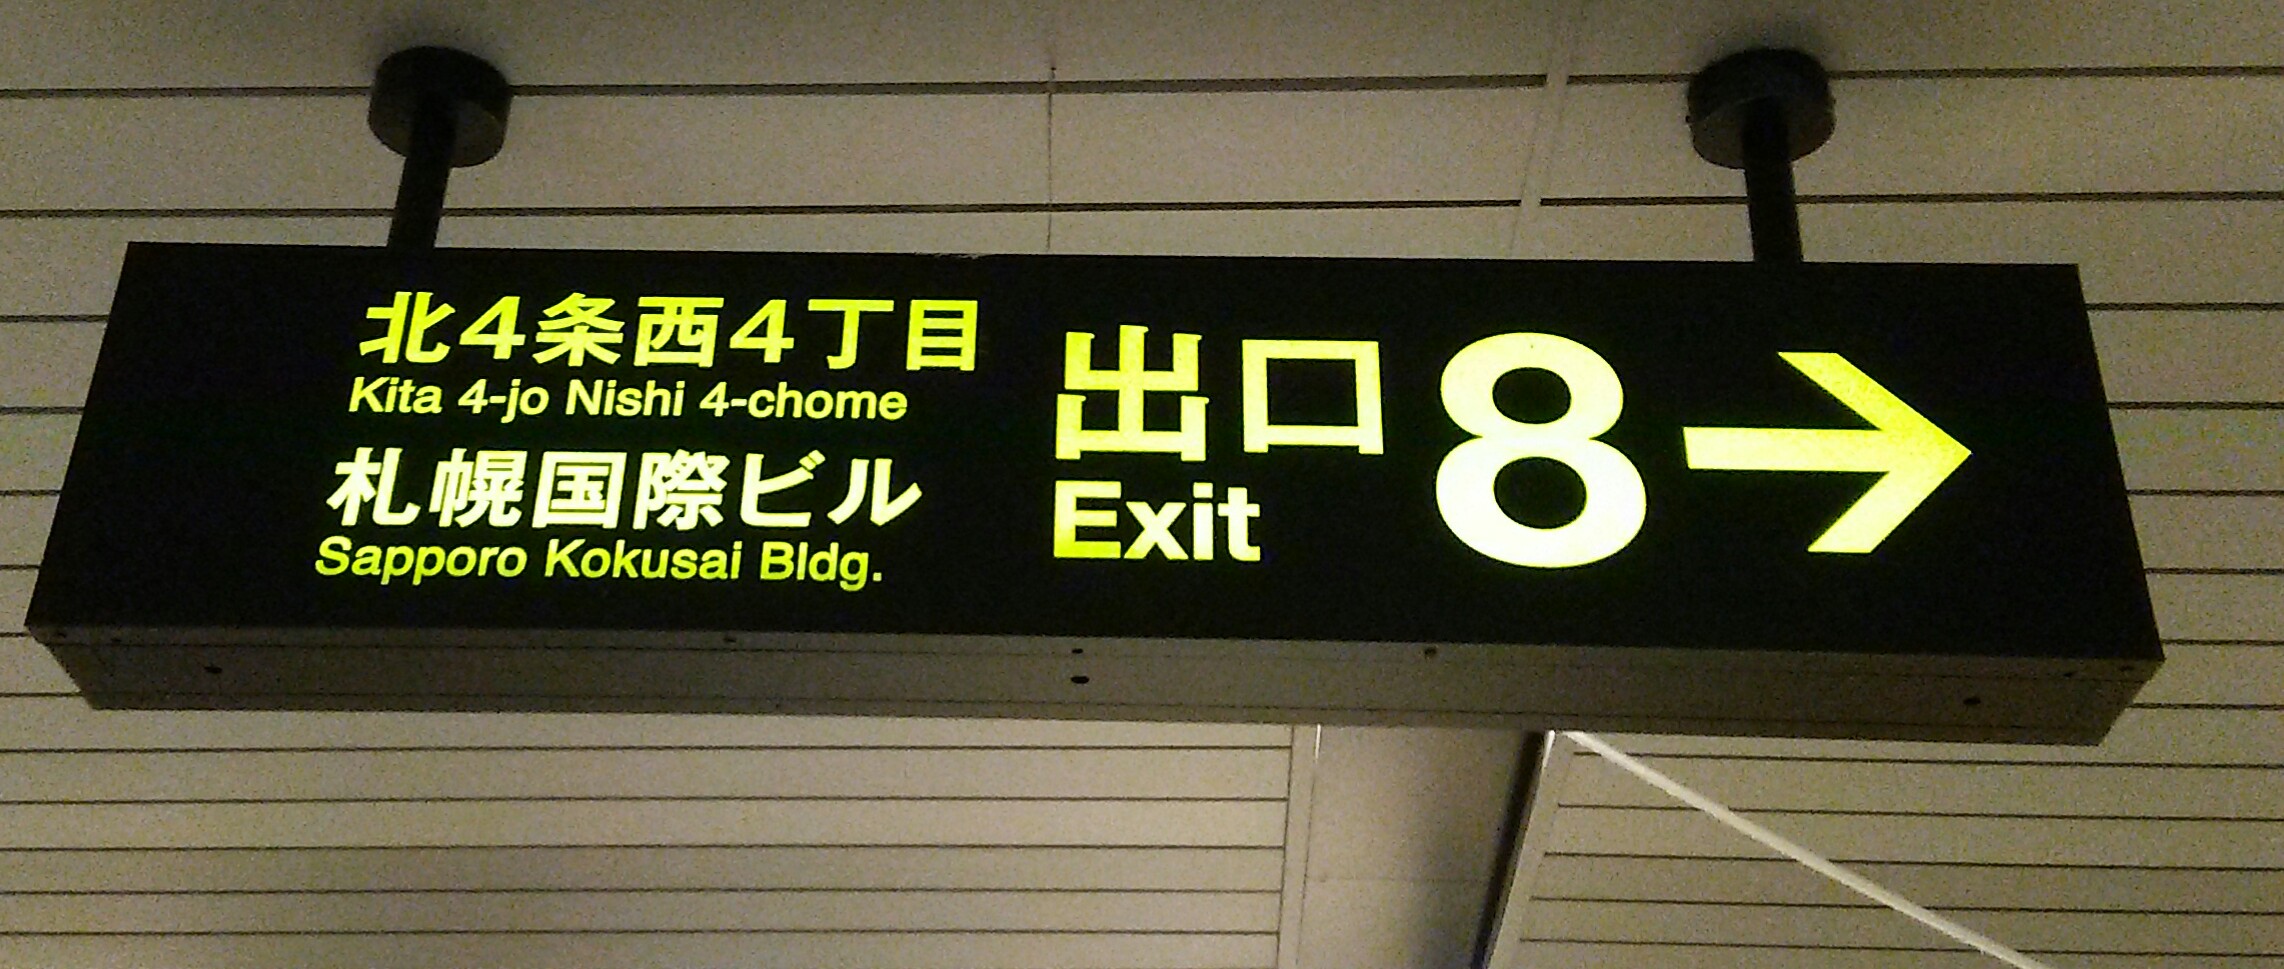 北4条西4丁目
Kita 4-jo Nishi 4-chome
札幌国際ビル
Sapporo Kokusai Bldg.
出口
Exit
8→